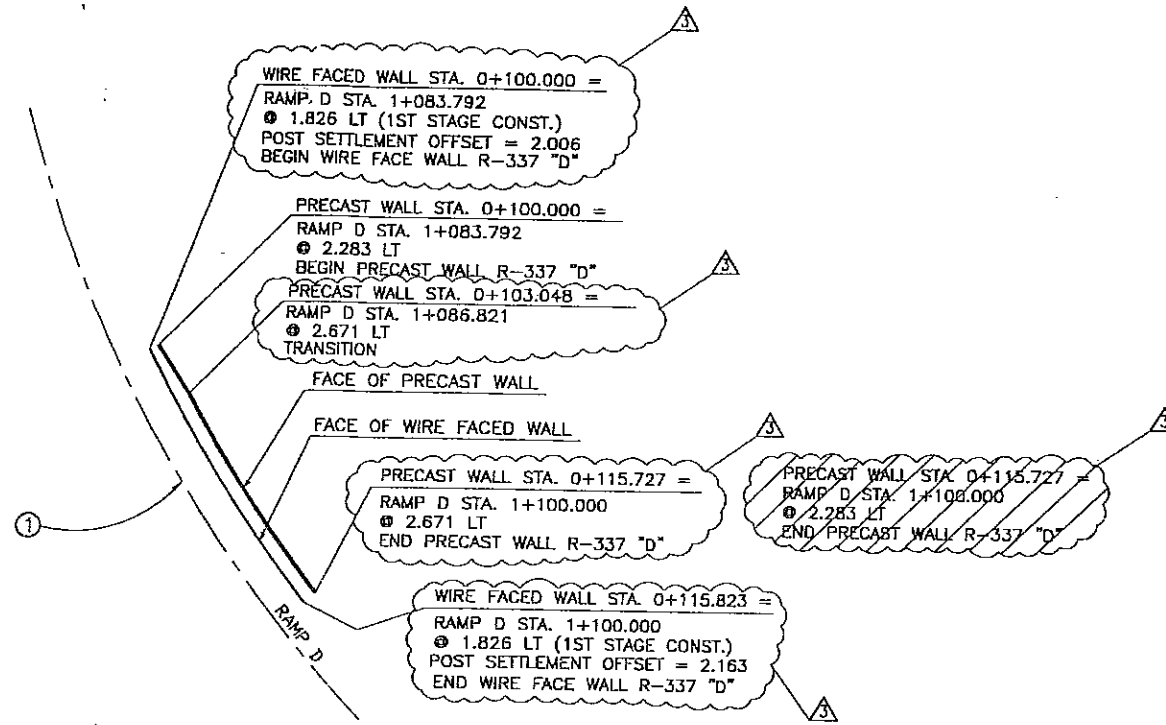 3
WIRE FACED WALL STA. 0+100.000 =
RAMP D STA. 1+083.792
@ 1.826 LT (1ST STAGE CONST.)
POST SETTLEMENT OFFSET = 2.006
BEGIN WIRE FACE WALL R-337 "D"
PRECAST WALL STA. 0+100.000 =
RAMP D STA. 1+083.792
@ 2.283 LT
BEGIN PRECAST WALL R-337 "D"
3
PRECAST WALL STA. 0+103.048 =
RAMP D STA. 1+086.821
@ 2.671 LT
TRANSITION
FACE OF PRECAST WALL
FACE OF WIRE FACED WALL
3
PRECAST WALL STA. 0+115.727 =
RAMP D STA. 1+100.000
@ 2.671 LT
END PRECAST WALL R-337 "D"
3
PRECAST WALL STA. 0+115.727 =
RAMP D STA. 1+100.000
@ 2.283 LT
END PRECAST WALL R-337 "D"
1
WIRE FACED WALL STA. 0+115.823 =
RAMP D STA. 1+100.000
@ 1.826 LT (1ST STAGE CONST.)
POST SETTLEMENT OFFSET = 2.163
END WIRE FACE WALL R-337 "D"
3
RAMP D